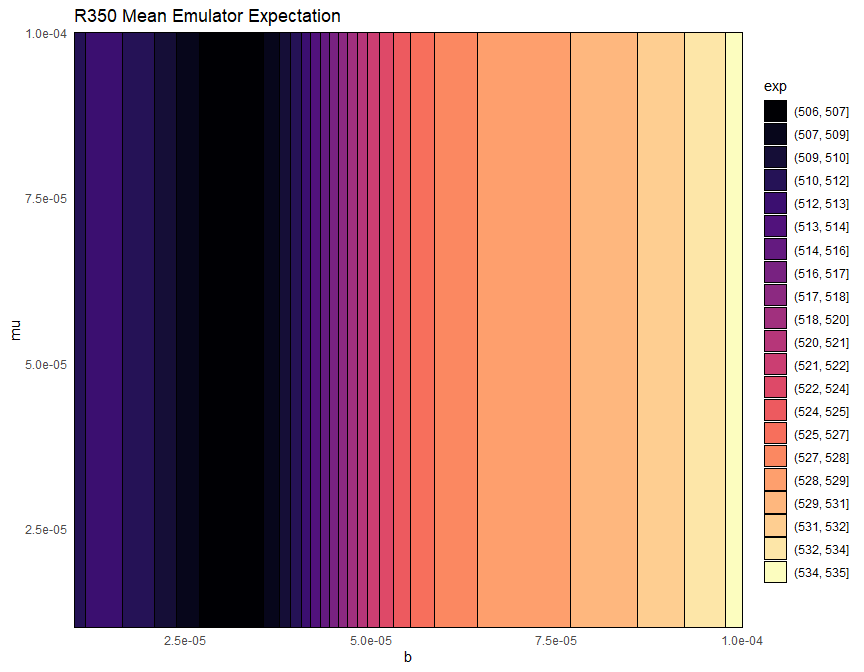 R350 Mean Emulator Expectation
1.0e-04
7.5e-05
5.0e-05
2.5e-05
mu
2.5e-05
5.0e-05
7.5e-05
1.0e-04
b
exp
(506, 507]
(507, 509]
(509, 510]
(510, 512]
(512, 513]
(513, 514]
(514, 516]
(516, 517]
(517, 518]
(518, 520]
(520, 521]
(521, 522]
(522, 524]
(524, 525]
(525, 527]
(527, 528]
(528, 529]
(529, 531]
(531, 532]
(532, 534]
(534, 535]